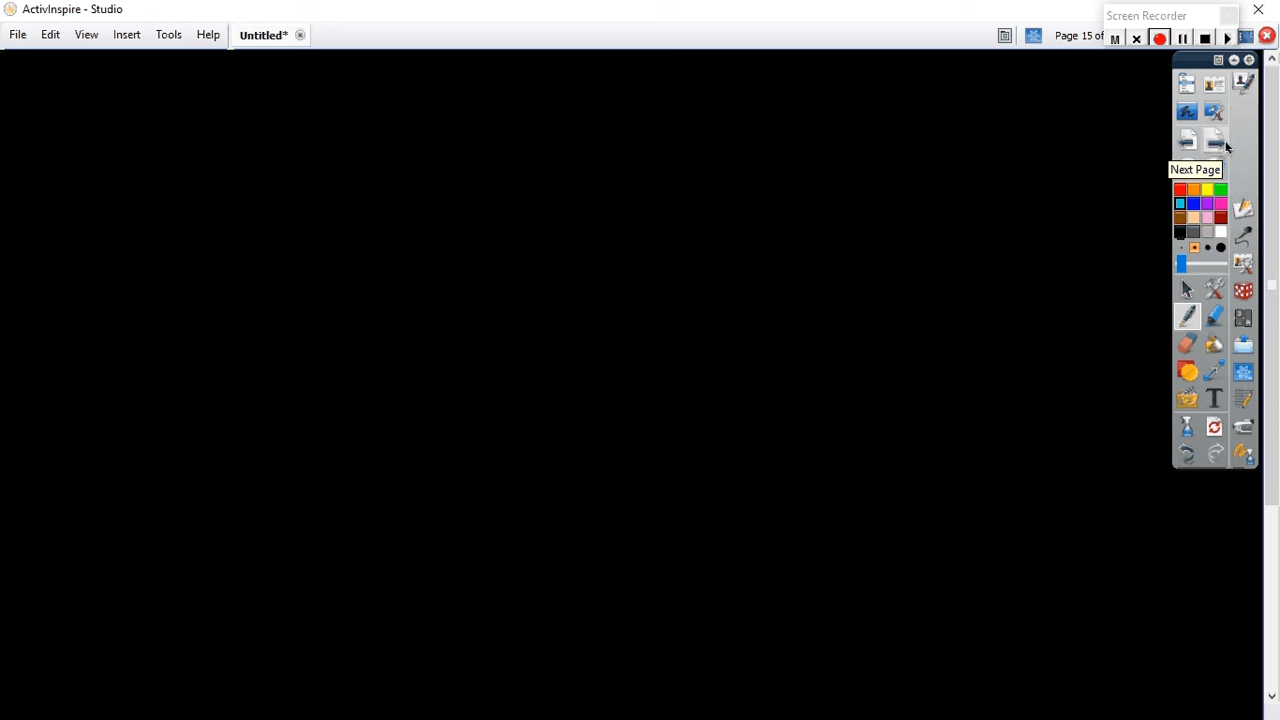 ActivInspire - Studio
Screen Recorder
File Edit View Insert Tools Help Untitled* Page 15 of
M
Next Page
T